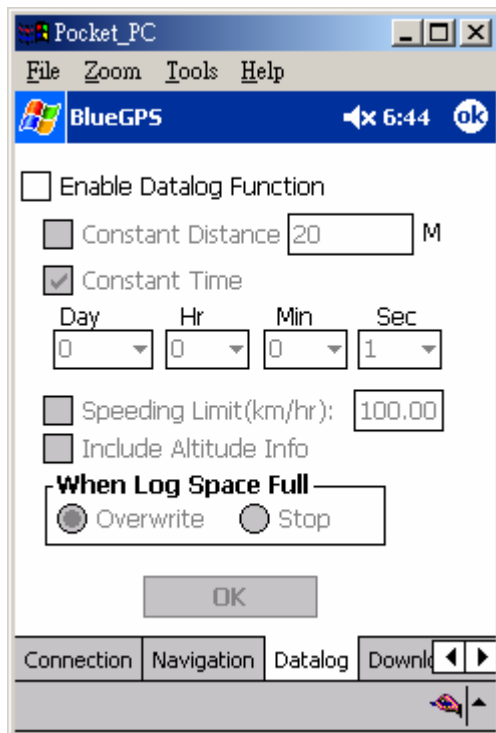 Pocket_PC
File Zoom Tools Help
BlueGPS 6:44 ok
Enable Datalog Function
Constant Distance 20 M
Constant Time
Day Hr Min Sec
0 0 0 1
Speeding Limit(km/hr): 100.00
Include Altitude Info
When Log Space Full
Overwrite Stop
OK
Connection Navigation Datalog Downlo